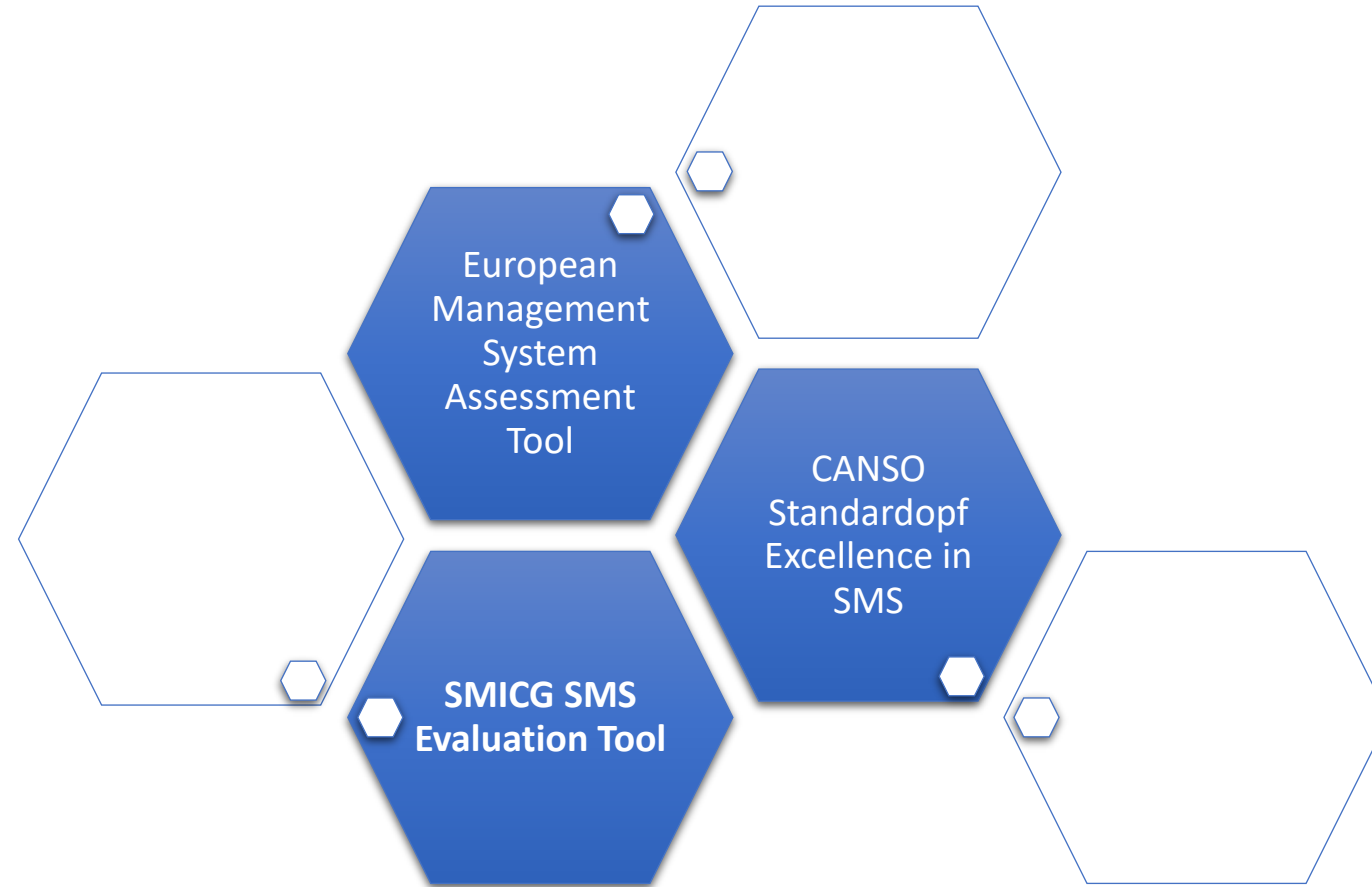 European
Management
System
Assessment
Tool
CANSO
Standardopf
Excellence in
SMS
SMICG SMS
Evaluation Tool